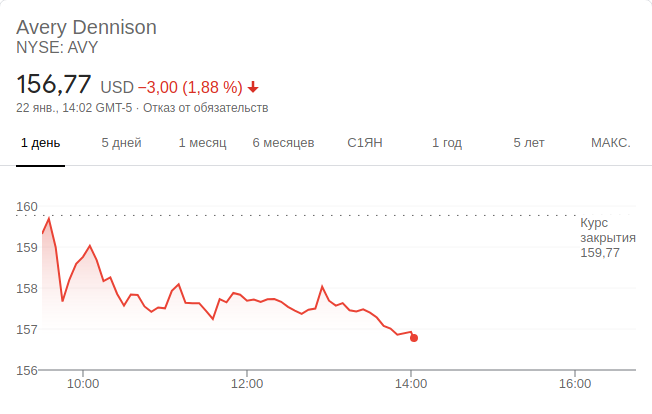 Avery Dennison
NYSE: AVY
156,77 USD −3,00 (1,88 %)
22 янв., 14:02 GMT-5 · Отказ от обязательств
1 день 5 дней 1 месяц 6 месяцев С1ЯН 1 год 5 лет МАКС.
160
Курс
закрытия
159,77
159
158
157
156
10:00 12:00 14:00 16:00